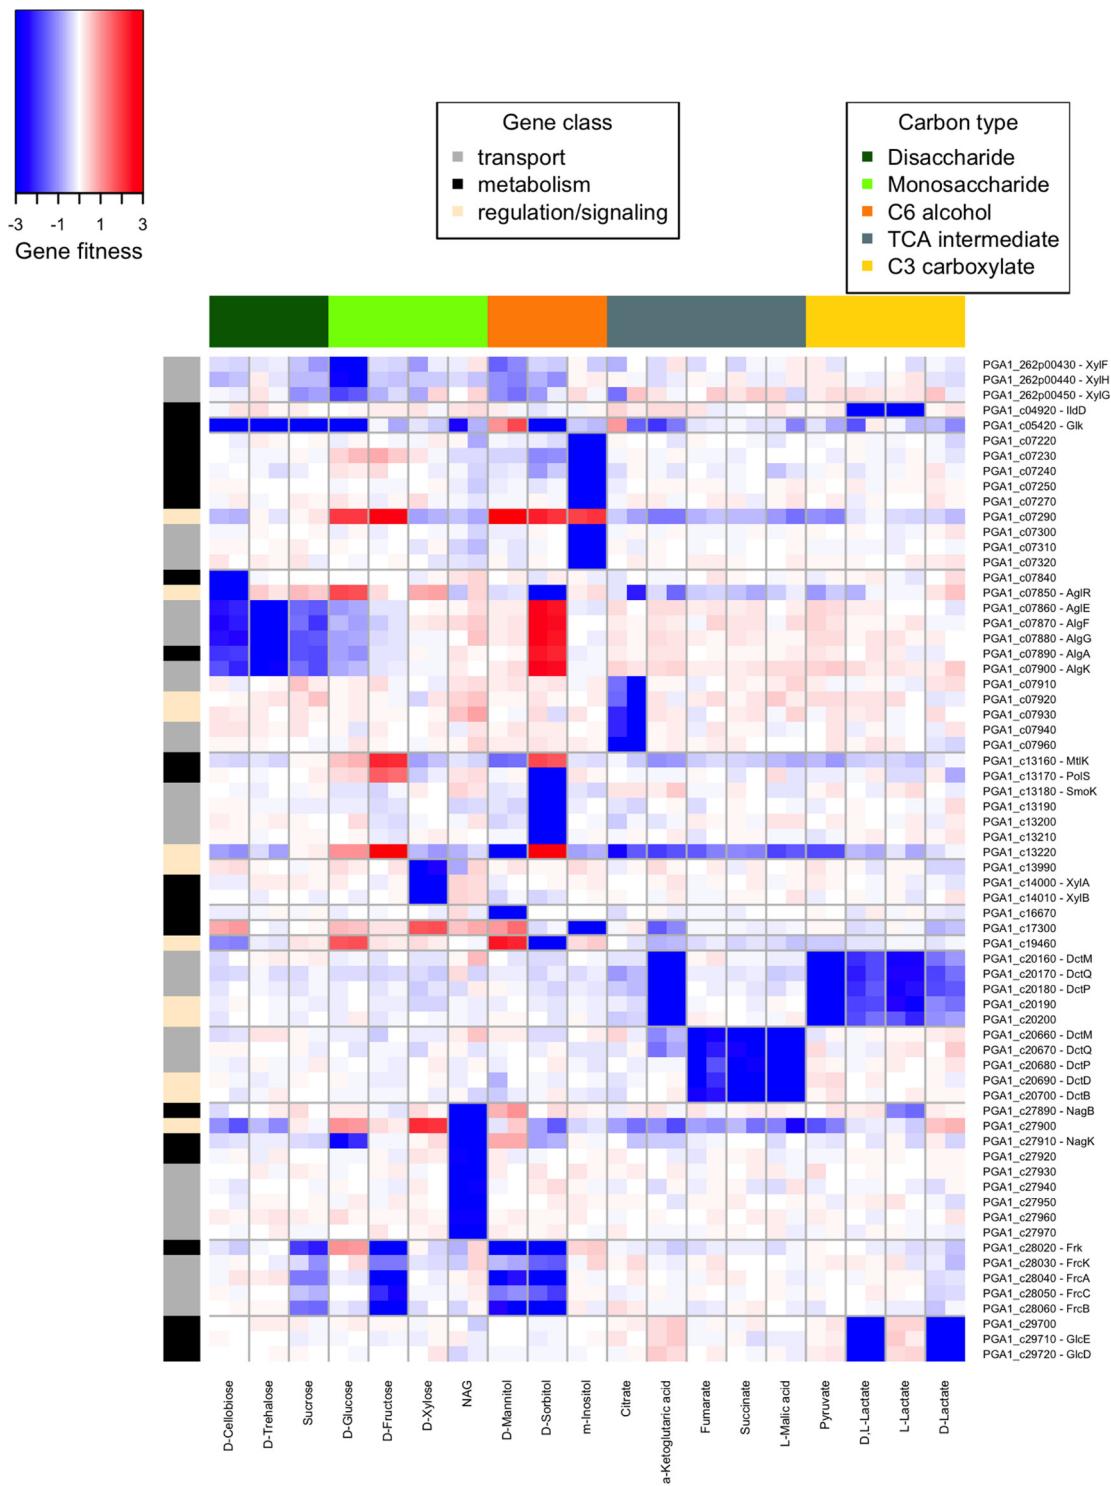 -3 -1 1 3
Gene fitness
Gene class
transport
metabolism
regulation/signaling
Carbon type
Disaccharide
Monosaccharide
C6 alcohol
TCA intermediate
C3 carboxylate
PGA1_262p00430 - XylF
PGA1_262p00440 - XylH
PGA1_262p00450 - XylG
PGA1_c04920 - lldD
PGA1_c05420 - Glk
PGA1_c07220
PGA1_c07230
PGA1_c07240
PGA1_c07250
PGA1_c07270
PGA1_c07290
PGA1_c07300
PGA1_c07310
PGA1_c07320
PGA1_c07840
PGA1_c07850 - AglR
PGA1_c07860 - AglE
PGA1_c07870 - AlgF
PGA1_c07880 - AlgG
PGA1_c07890 - AlgA
PGA1_c07900 - AlgK
PGA1_c07910
PGA1_c07920
PGA1_c07930
PGA1_c07940
PGA1_c07960
PGA1_c13160 - MtlK
PGA1_c13170 - PolS
PGA1_c13180 - SmoK
PGA1_c13190
PGA1_c13200
PGA1_c13210
PGA1_c13220
PGA1_c13990
PGA1_c14000 - XylA
PGA1_c14010 - XylB
PGA1_c16670
PGA1_c17300
PGA1_c19460
PGA1_c20160 - DctM
PGA1_c20170 - DctQ
PGA1_c20180 - DctP
PGA1_c20190
PGA1_c20200
PGA1_c20660 - DctM
PGA1_c20670 - DctQ
PGA1_c20680 - DctP
PGA1_c20690 - DctD
PGA1_c20700 - DctB
PGA1_c27890 - NagB
PGA1_c27900
PGA1_c27910 - NagK
PGA1_c27920
PGA1_c27930
PGA1_c27940
PGA1_c27950
PGA1_c27960
PGA1_c27970
PGA1_c28020 - Frk
PGA1_c28030 - FrcK
PGA1_c28040 - FrcA
PGA1_c28050 - FrcC
PGA1_c28060 - FrcB
PGA1_c29700
PGA1_c29710 - GlcE
PGA1_c29720 - GlcD
D-Cellobiose
D-Trehalose
Sucrose
D-Glucose
D-Fructose
D-Xylose
NAG
D-Mannitol
D-Sorbitol
m-Inositol
Citrate
a-Ketoglutaric acid
Fumarate
Succinate
L-Malic acid
Pyruvate
D,L-Lactate
L-Lactate
D-Lactate